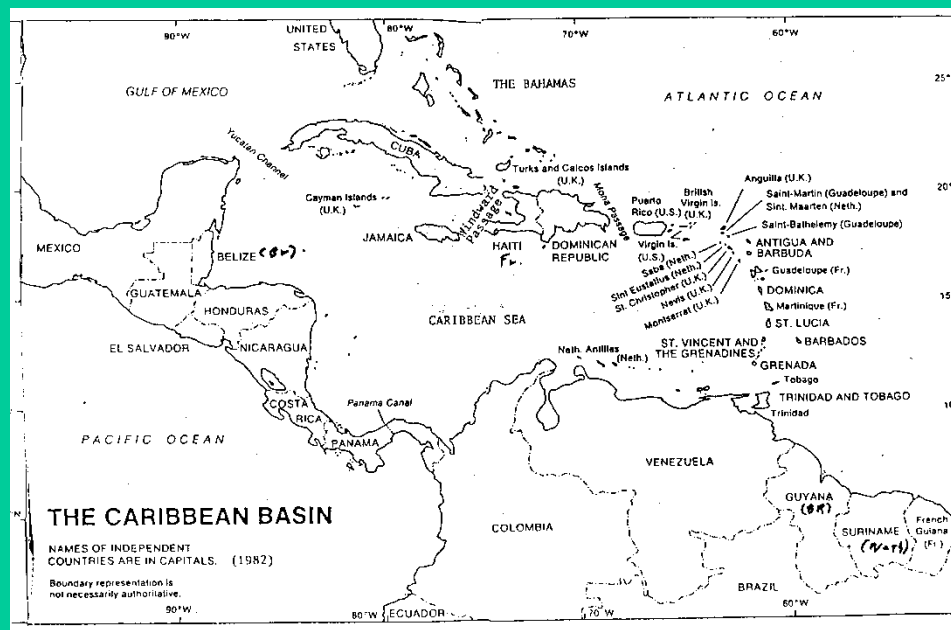 90°W
80°W
70°W
60°W
UNITED
STATES
THE BAHAMAS
25°
GULF OF MEXICO
ATLANTIC OCEAN
Yucatan Channel
CUBA
Turks and Caicos Islands
(U.K.)
Anguilla (U.K.)
20°
Cayman Islands
(U.K.)
Windward
Passage
Mona Passage
Puerto
Rico (U.S.)
British
Virgin Is.
(U.K.)
Saint-Martin (Guadeloupe) and
Sint. Maarten (Neth.)
Saint-Bathelemy (Guadeloupe)
MEXICO
JAMAICA
HAITI
Fr.
DOMINICAN
REPUBLIC
Virgin Is.
(U.S.)
ANTIGUA AND
BARBUDA
BELIZE (Br)
Saba (Neth.)
Sint Eustatius (Neth.)
St. Christopher (U.K.)
Nevis (U.K.)
Montserrat (U.K.)
Guadeloupe (Fr.)
GUATEMALA
DOMINICA
15°
HONDURAS
CARIBBEAN SEA
Martinique (Fr.)
ST. LUCIA
EL SALVADOR
NICARAGUA
Neth. Antilles
(Neth.)
ST. VINCENT AND
THE GRENADINES
BARBADOS
GRENADA
Tobago
COSTA
RICA
Panama Canal
TRINIDAD AND TOBAGO
Trinidad
10
PACIFIC OCEAN
PANAMA
VENEZUELA
GUYANA
(BR)
THE CARIBBEAN BASIN
COLOMBIA
SURINAME
(Neth)
French
Guiana
(Fr.)
NAMES OF INDEPENDENT
COUNTRIES ARE IN CAPITALS. (1982)
Boundary representation is
not necessarily authoritative.
BRAZIL
ECUADOR
90°W
80°W
70°W
60°W